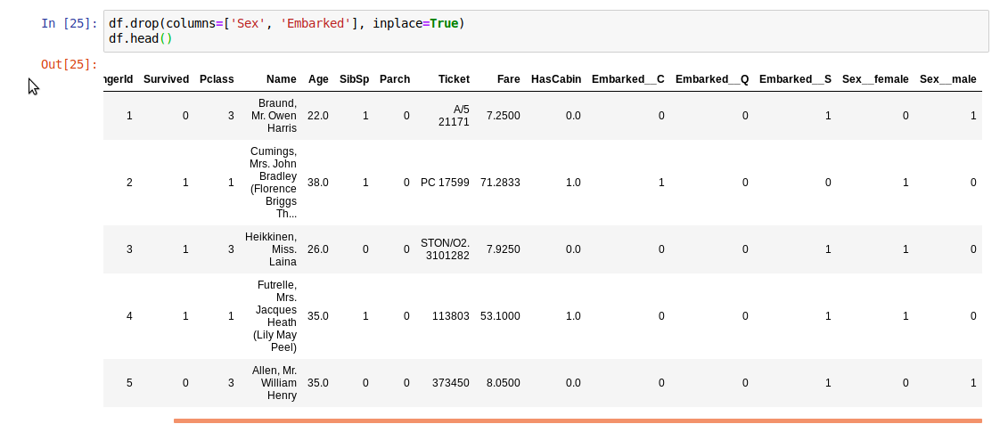 In [25]: df.drop(columns=['Sex', 'Embarked'], inplace=True)
df.head()
Out[25]:
ngerId Survived Pclass Name Age SibSp Parch Ticket Fare HasCabin Embarked__C Embarked__Q Embarked__S Sex__female Sex__male
1 0 3 Braund, Mr. Owen Harris 22.0 1 0 A/5 21171 7.2500 0.0 0 0 1 0 1
2 1 1 Cumings, Mrs. John Bradley (Florence Briggs Th... 38.0 1 0 PC 17599 71.2833 1.0 1 0 0 1 0
3 1 3 Heikkinen, Miss. Laina 26.0 0 0 STON/O2. 3101282 7.9250 0.0 0 0 1 1 0
4 1 1 Futrelle, Mrs. Jacques Heath (Lily May Peel) 35.0 1 0 113803 53.1000 1.0 0 0 1 1 0
5 0 3 Allen, Mr. William Henry 35.0 0 0 373450 8.0500 0.0 0 0 1 0 1